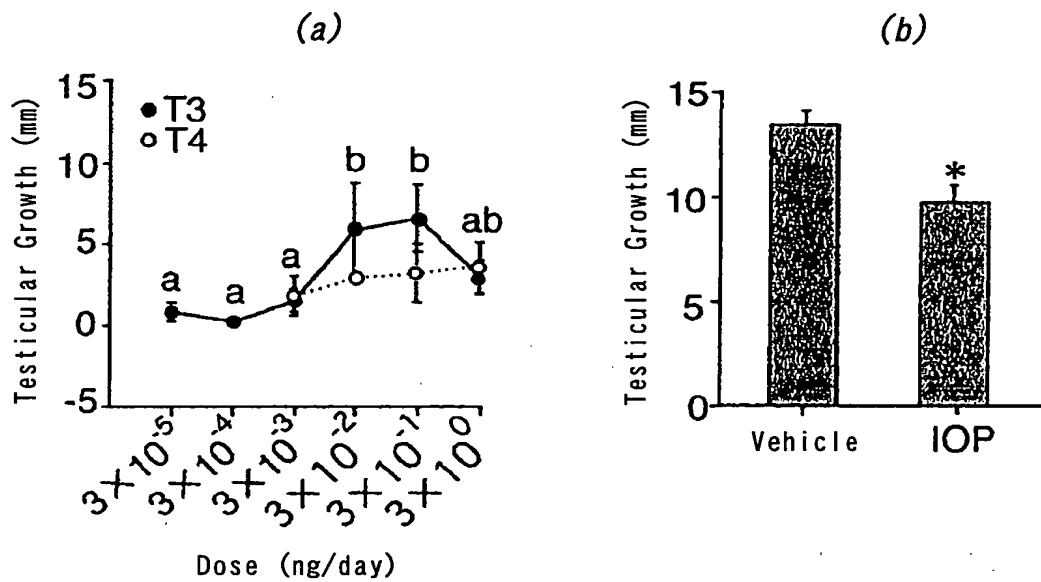 (a)
Testicular Growth (mm)
15
10
5
0
-5
●T3
○T4
a
a
a
b
b
ab
3×10⁻⁵
3×10⁻⁴
3×10⁻³
3×10⁻²
3×10⁻¹
3×10⁰
Dose (ng/day)
(b)
Testicular Growth (mm)
15
10
5
0
*
Vehicle
IOP